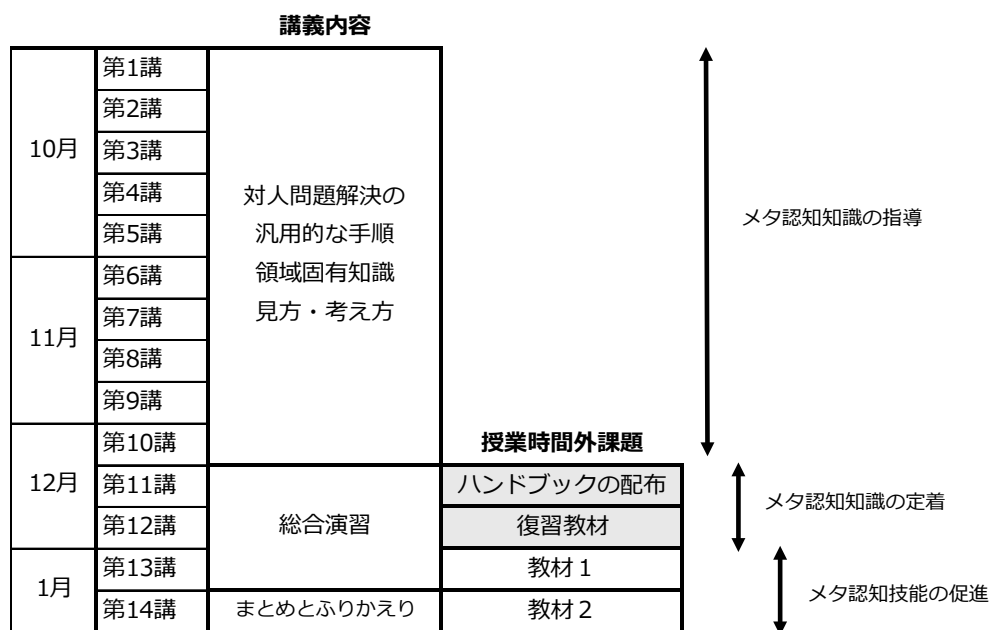 講義内容
10月
第1講
第2講
第3講
第4講
第5講
対人問題解決の
汎用的な手順
領域固有知識
見方・考え方
メタ認知知識の指導
11月
第6講
第7講
第8講
第9講
授業時間外課題
12月
第10講
第11講
第12講
総合演習
ハンドブックの配布
復習教材
メタ認知知識の定着
1月
第13講
教材1
第14講
まとめとふりかえり
教材2
メタ認知技能の促進